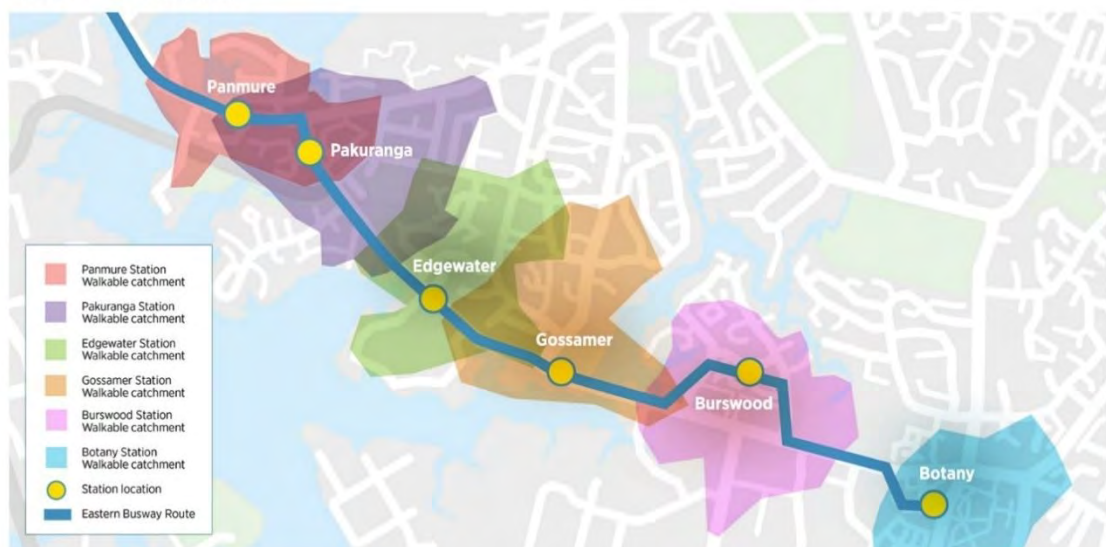 Panmure
Pakuranga
Edgewater
Gossamer
Burswood
Botany
Panmure Station
Walkable catchment
Pakuranga Station
Walkable catchment
Edgewater Station
Walkable catchment
Gossamer Station
Walkable catchment
Burswood Station
Walkable catchment
Botany Station
Walkable catchment
Station location
Eastern Busway Route